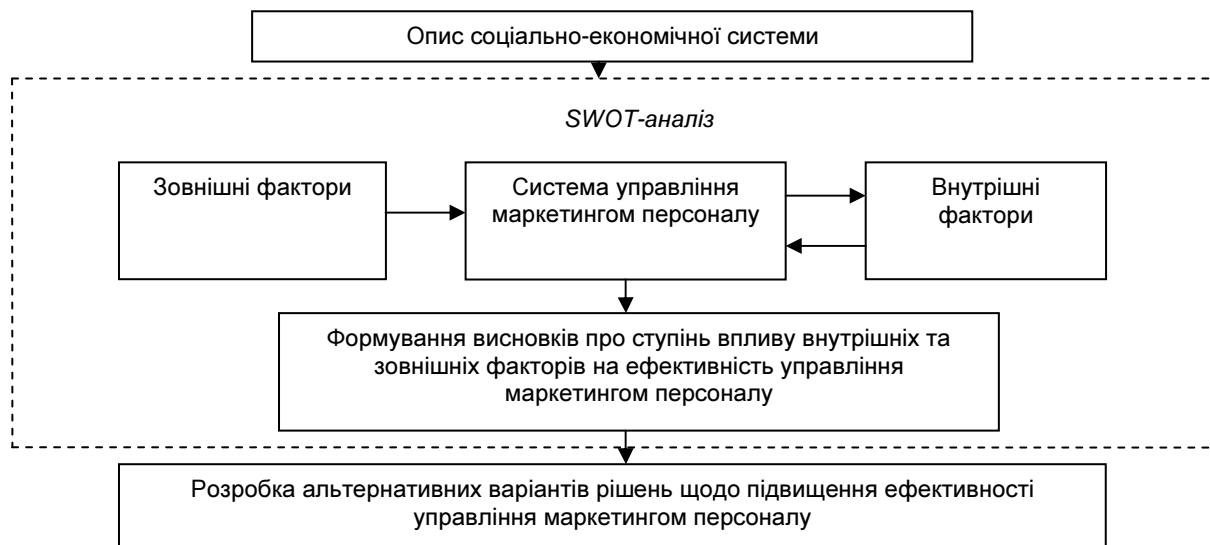 Опис соціально-економічної системи
SWOT-аналіз
Зовнішні фактори
Система управління
маркетингом персоналу
Внутрішні
фактори
Формування висновків про ступінь впливу внутрішніх та
зовнішніх факторів на ефективність управління
маркетингом персоналу
Розробка альтернативних варіантів рішень щодо підвищення ефективності
управління маркетингом персоналу